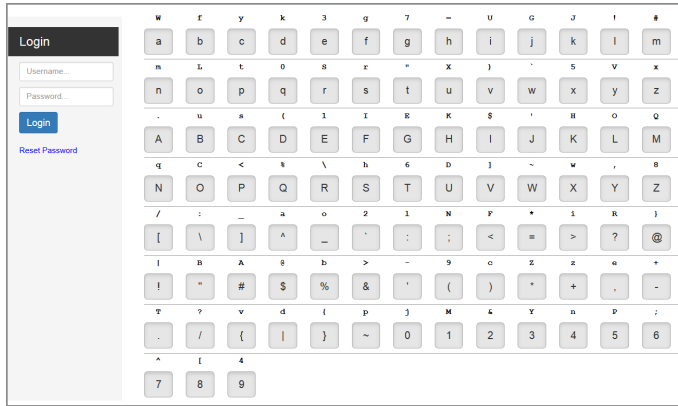 W f y k 3 g 7 = U G J ! #
Login
a b c d e f g h i j k l m
m L t 0 S r " X ) ` 5 V x
Username...
n o p q r s t u v w x y z
Password...
. u s ( l I E K $ ' H O Q
Login
A B C D E F G H I J K L M
Reset Password
q C < % \ h 6 D ] ~ w , 8
N O P Q R S T U V W X Y Z
/ : _ a o 2 1 N F * i R }
[ \ ] ^ _ ` : ; < = > ? @
| B A @ b > - 9 c Z z e +
! " # $ % & ' ( ) * + , -
T ? v d { p j M & Y n P ;
. / { | } ~ 0 1 2 3 4 5 6
^ [ 4
7 8 9